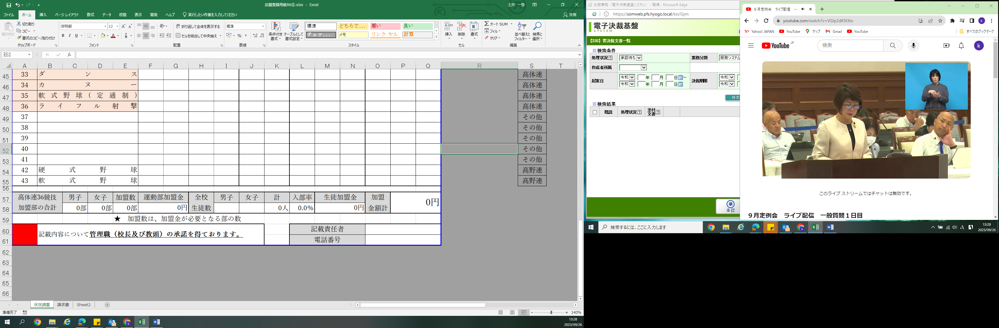 加盟登録用紙R6②.xlsx - Excel
土井 一弥
ファイル ホーム 挿入 ページ レイアウト 数式 データ 校閲 表示 開発 ヘルプ 実行したい作業を入力してください 共有
貼り付け 切り取り コピー 書式のコピー/貼り付け
クリップボード
游明朝 12
B I U
フォント
折り返して全体を表示する
セルを結合して中央揃え
配置
標準
数値
条件付き書式 テーブルとして書式設定
標準 どちらで... 悪い 良い
チェッ... メモ リンク セル 計算
スタイル
挿入 削除 書式
セル
オート SUM フィル クリア
並べ替えとフィルター 検索と選択
編集
R52 fx
A B C D E F G H I J K L M N O P Q R S T
45 33 ダンス 高体連
46 34 カヌー 高体連
47 35 軟式野球(定通制) 高体連
48 36 ライフル射撃 高体連
49 37 その他
50 38 その他
51 39 その他
52 40 その他
53 41 その他
54 42 硬式野球 高野連
55 43 軟式野球 高野連
56
57 高体連36競技 男子 女子 加盟数 運動部加盟金 全校 男子 女子 計 入部率 生徒加盟金 加盟 0円
58 加盟部の合計 0部 0部 0部 0円 生徒数 0人 0.0% 0円 金額計
59 ★ 加盟数は、加盟金が必要となる部の数
60 記載内容について管理職（校長及び教頭）の承諾を得ております。 記載責任者
61 電話番号
62
63
64
65
66
状況調査 請求書 Sheet2
準備完了 140%
13:28
2023/09/26
総務事務（電子決裁基盤システム） - 職場 - Microsoft Edge
https://somweb.pfs.hyogo.local/ksi/Gym
電子決裁基盤
SYSTEM
【330】要決裁文書一覧
検索条件
処理状況 ? 承認待ち 業務分類 服務システム
作成者所属
起案日 令和 年 月 日 ～ 決裁期限 令和
令和 年 月 日 令和
検索
検索結果
既読 処理状況 ? 添付文書 ?
承
承認
９月定例会 ライブ配信 一
youtube.com/watch?v=VGlp2dKN3to
Yahoo! JAPAN YouTube マップ Gmail YouTube すべてのブックマーク
YouTube JP 検索 k
このライブ ストリームではチャットは無効です。
９月定例会 ライブ配信 一般質問１日目
検索するには、ここに入力します
A
13:28
2023/09/26